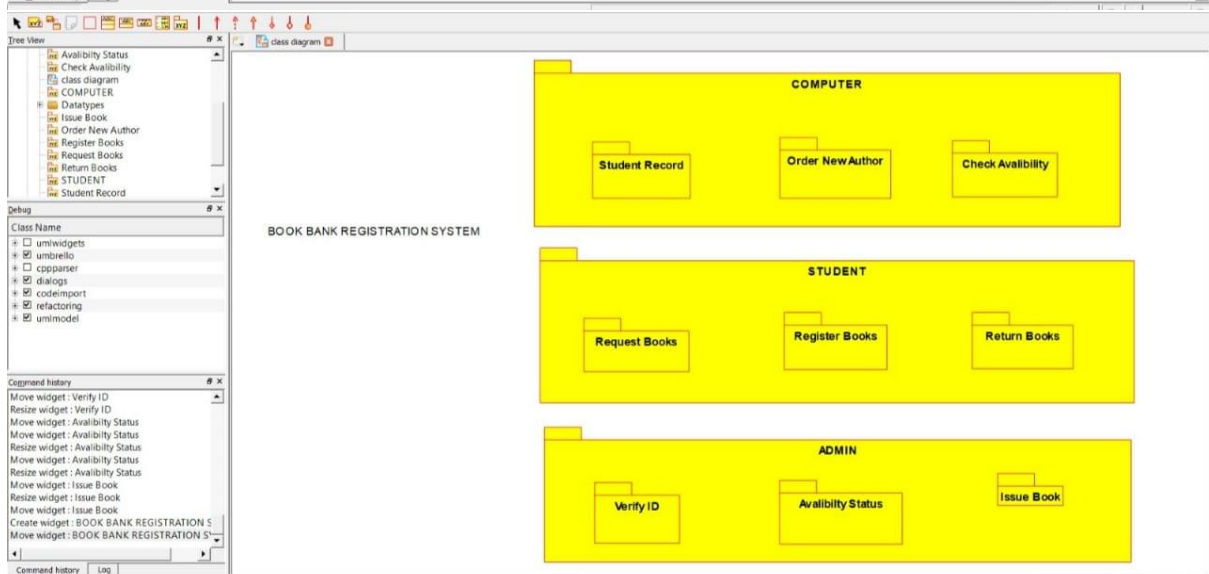 Tree View
class diagram
Avalibilty Status
Check Avalibility
class diagram
COMPUTER
Datatypes
Issue Book
Order New Author
Register Books
Request Books
Return Books
STUDENT
Student Record
Debug
Class Name
umlwidgets
umbrello
cppparser
dialogs
codeimport
refactoring
umlmodel
Command history
Move widget : Verify ID
Resize widget : Verify ID
Move widget : Avalibilty Status
Move widget : Avalibilty Status
Resize widget : Avalibilty Status
Move widget : Avalibilty Status
Resize widget : Avalibilty Status
Move widget : Issue Book
Resize widget : Issue Book
Move widget : Issue Book
Create widget : BOOK BANK REGISTRATION S
Move widget : BOOK BANK REGISTRATION S
Command history Log
BOOK BANK REGISTRATION SYSTEM
COMPUTER
Student Record Order New Author Check Avalibility
STUDENT
Request Books Register Books Return Books
ADMIN
Verify ID Avalibilty Status Issue Book